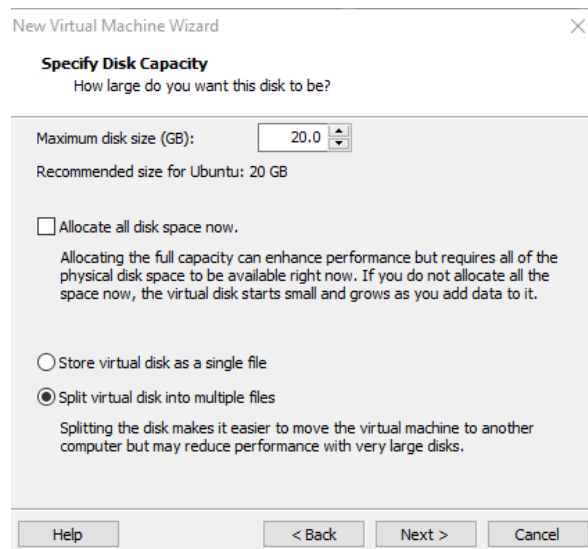 New Virtual Machine Wizard
Specify Disk Capacity
How large do you want this disk to be?
Maximum disk size (GB): 20.0
Recommended size for Ubuntu: 20 GB
Allocate all disk space now.
Allocating the full capacity can enhance performance but requires all of the
physical disk space to be available right now. If you do not allocate all the
space now, the virtual disk starts small and grows as you add data to it.
Store virtual disk as a single file
Split virtual disk into multiple files
Splitting the disk makes it easier to move the virtual machine to another
computer but may reduce performance with very large disks.
Help < Back Next > Cancel